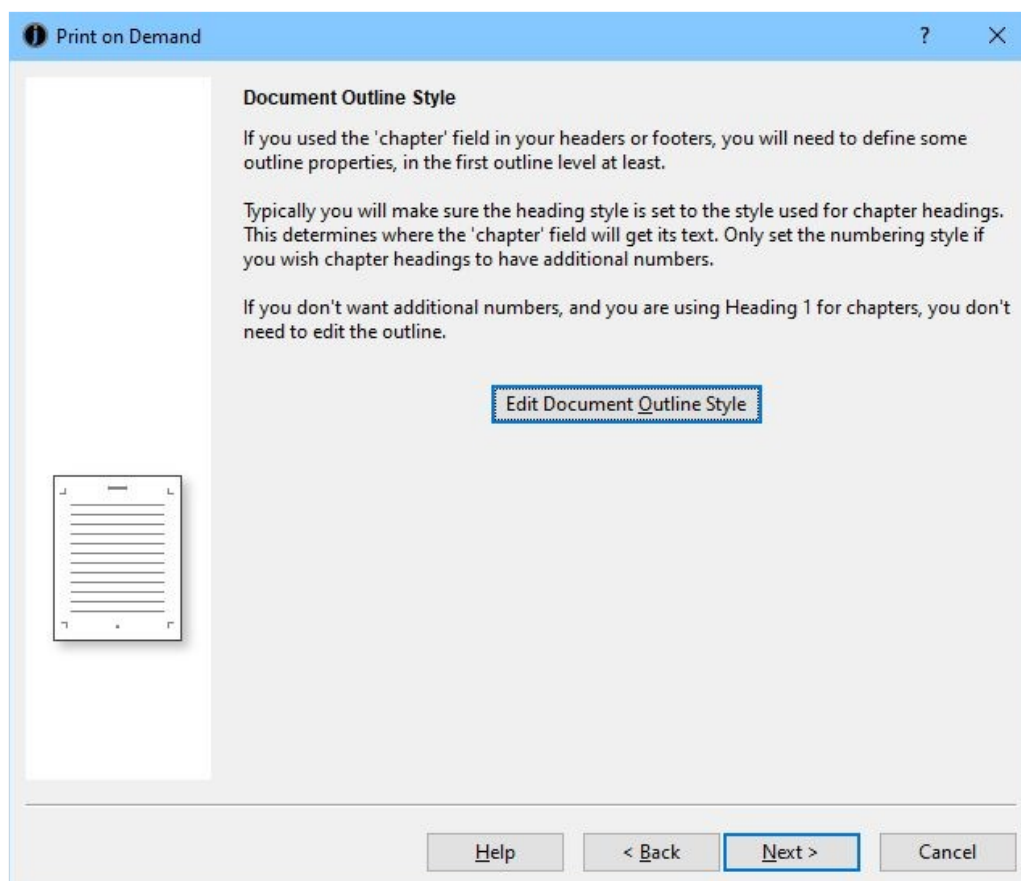 Print on Demand
?
Document Outline Style
If you used the 'chapter' field in your headers or footers, you will need to define some
outline properties, in the first outline level at least.
Typically you will make sure the heading style is set to the style used for chapter headings.
This determines where the 'chapter' field will get its text. Only set the numbering style if
you wish chapter headings to have additional numbers.
If you don't want additional numbers, and you are using Heading 1 for chapters, you don't
need to edit the outline.
Edit Document Outline Style
Help
< Back
Next >
Cancel